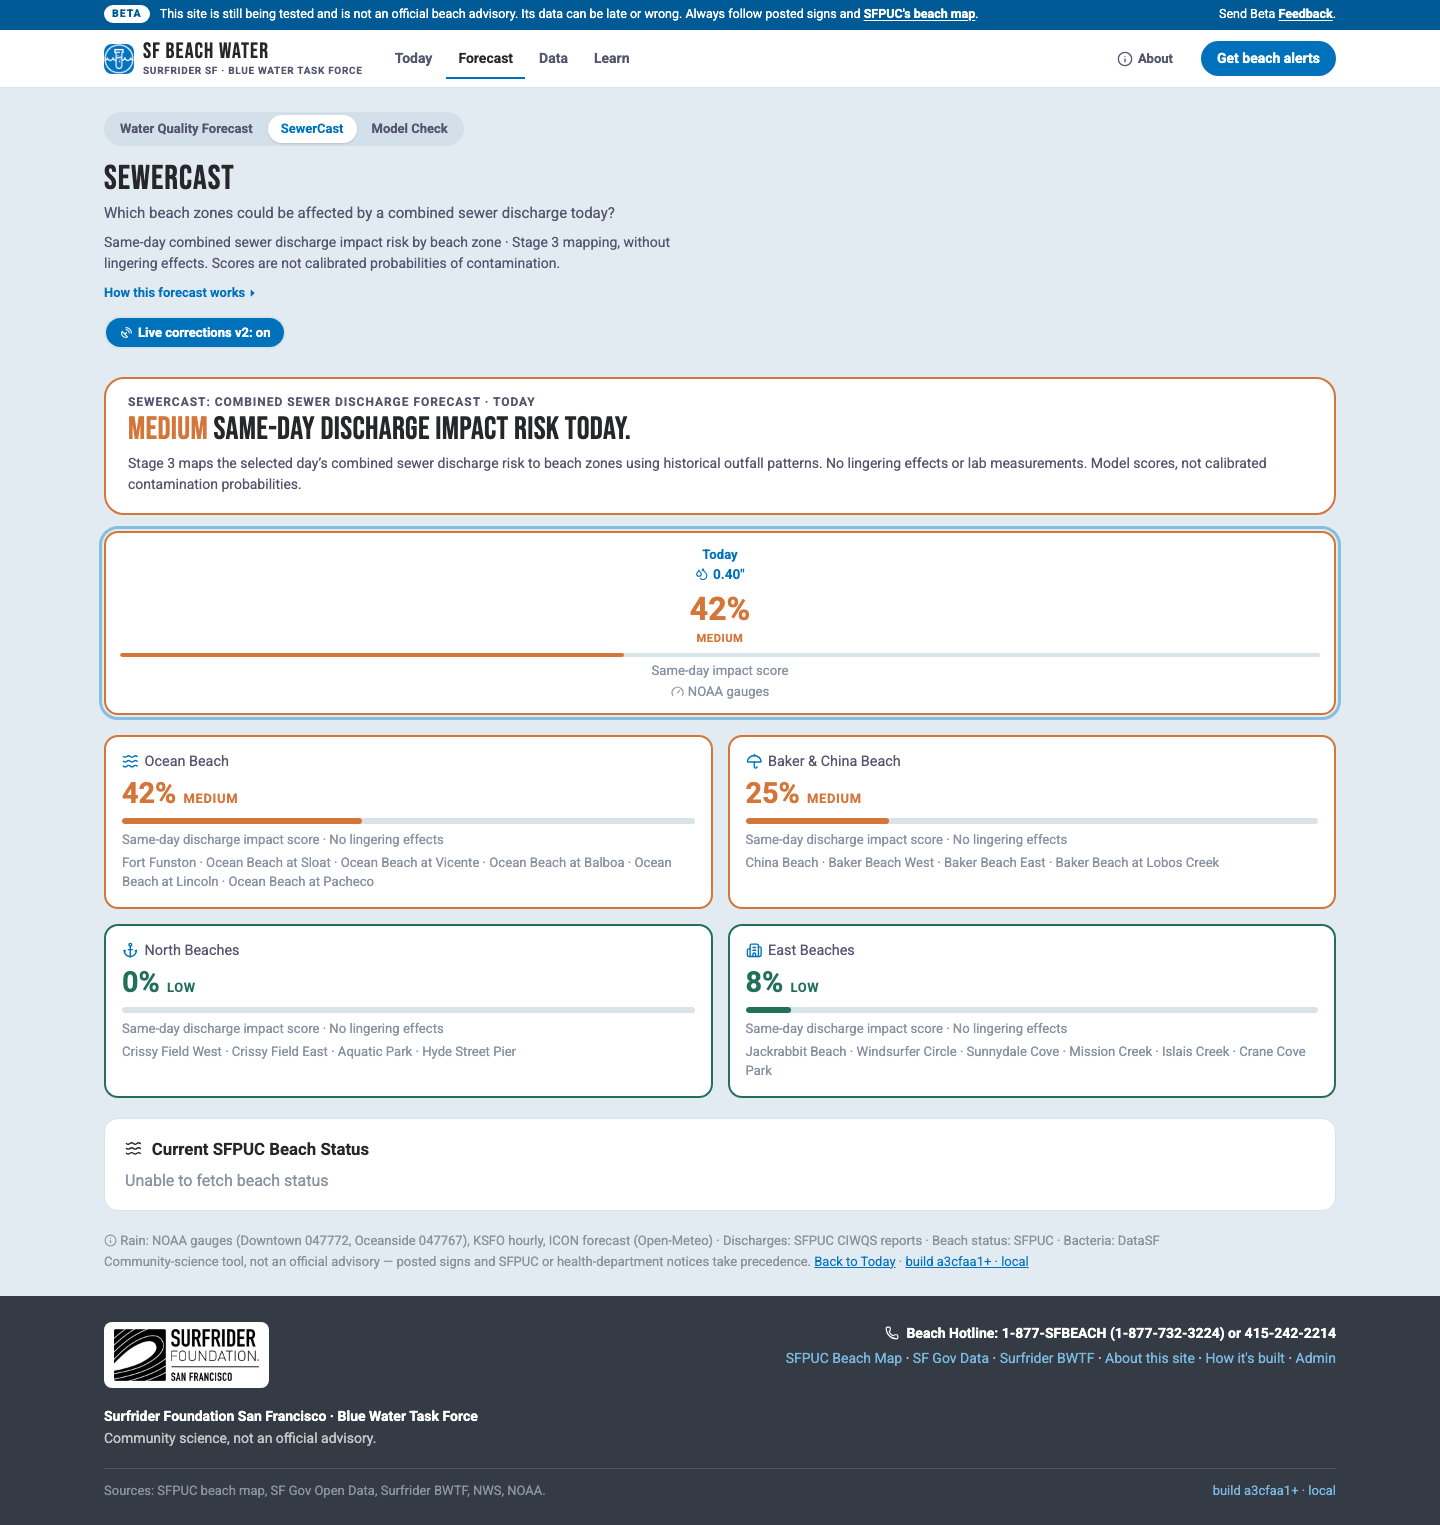 BETA This site is still being tested and is not an official beach advisory. Its data can be late or wrong. Always follow posted signs and SFPUC's beach map.
Send Beta Feedback.
SF BEACH WATER
SURFRIDER SF · BLUE WATER TASK FORCE
Today Forecast Data Learn
About
Get beach alerts
Water Quality Forecast SewerCast Model Check
SEWERCAST
Which beach zones could be affected by a combined sewer discharge today?
Same-day combined sewer discharge impact risk by beach zone · Stage 3 mapping, without
lingering effects. Scores are not calibrated probabilities of contamination.
How this forecast works
Live corrections v2: on
SEWERCAST: COMBINED SEWER DISCHARGE FORECAST · TODAY
MEDIUM SAME-DAY DISCHARGE IMPACT RISK TODAY.
Stage 3 maps the selected day's combined sewer discharge risk to beach zones using historical outfall patterns. No lingering effects or lab measurements. Model scores, not calibrated
contamination probabilities.
Today
0.40"
42%
MEDIUM
Same-day impact score
NOAA gauges
Ocean Beach
42% MEDIUM
Same-day discharge impact score · No lingering effects
Fort Funston · Ocean Beach at Sloat · Ocean Beach at Vicente · Ocean Beach at Balboa · Ocean
Beach at Lincoln · Ocean Beach at Pacheco
Baker & China Beach
25% MEDIUM
Same-day discharge impact score · No lingering effects
China Beach · Baker Beach West · Baker Beach East · Baker Beach at Lobos Creek
North Beaches
0% LOW
Same-day discharge impact score · No lingering effects
Crissy Field West · Crissy Field East · Aquatic Park · Hyde Street Pier
East Beaches
8% LOW
Same-day discharge impact score · No lingering effects
Jackrabbit Beach · Windsurfer Circle · Sunnydale Cove · Mission Creek · Islais Creek · Crane Cove
Park
Current SFPUC Beach Status
Unable to fetch beach status
Rain: NOAA gauges (Downtown 047772, Oceanside 047767), KSFO hourly, ICON forecast (Open-Meteo) · Discharges: SFPUC CIWQS reports · Beach status: SFPUC · Bacteria: DataSF
Community-science tool, not an official advisory — posted signs and SFPUC or health-department notices take precedence. Back to Today · build a3cfaa1+ · local
SURFRIDER
FOUNDATION.
SAN FRANCISCO
Beach Hotline: 1-877-SFBEACH (1-877-732-3224) or 415-242-2214
SFPUC Beach Map · SF Gov Data · Surfrider BWTF · About this site · How it's built · Admin
Surfrider Foundation San Francisco · Blue Water Task Force
Community science, not an official advisory.
Sources: SFPUC beach map, SF Gov Open Data, Surfrider BWTF, NWS, NOAA.
build a3cfaa1+ · local